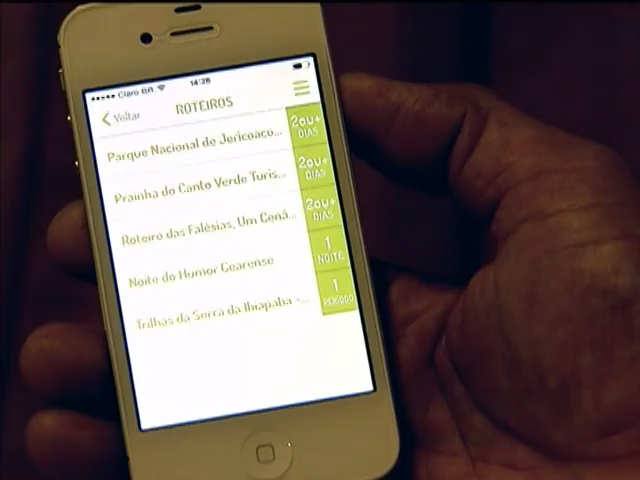 Claro BR 14:26
Voltar ROTEIROS
Parque Nacional de Jericoaco... 2ou+ DIAS
Prainha do Canto Verde Turis... 2ou+ DIAS
Roteiro das Falésias, Um Cená... 2ou+ DIAS
Noite do Humor Cearense 1 NOITE
Trilhas da Serra da Ibiapaba -... 1 PERÍODO